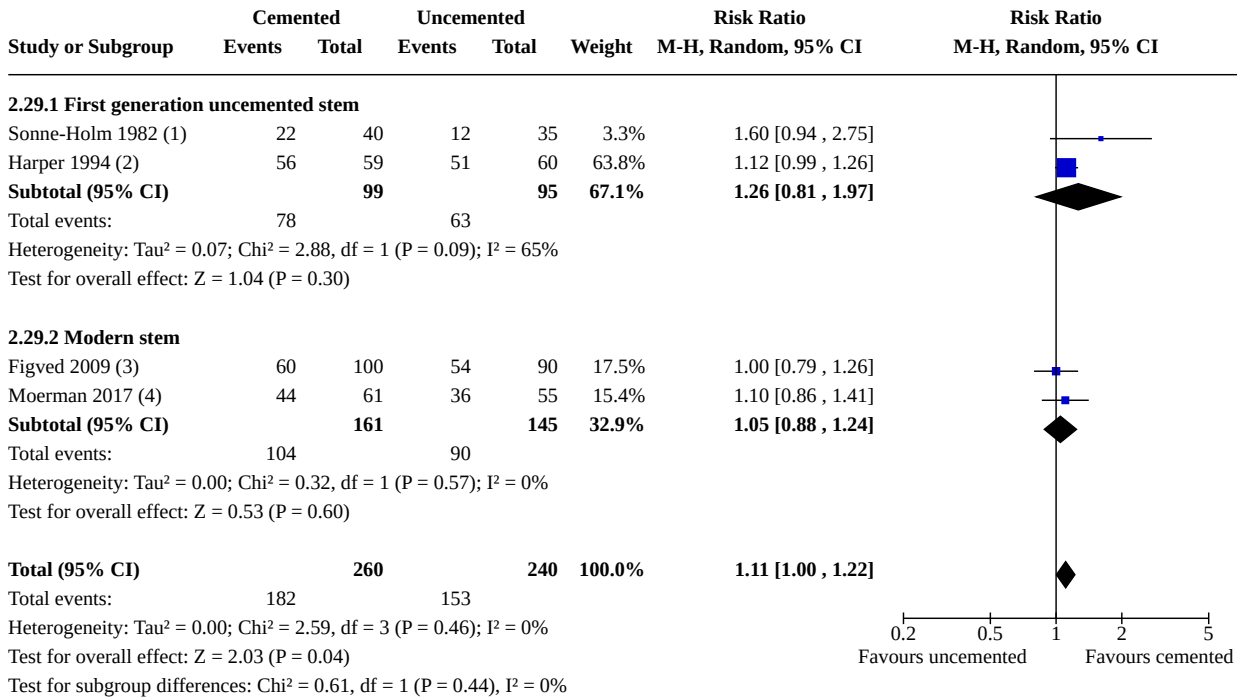 Cemented Uncemented Risk Ratio Risk Ratio
Study or Subgroup Events Total Events Total Weight M-H, Random, 95% CI M-H, Random, 95% CI
2.29.1 First generation uncemented stem
Sonne-Holm 1982 (1) 22 40 12 35 3.3% 1.60 [0.94 , 2.75]
Harper 1994 (2) 56 59 51 60 63.8% 1.12 [0.99 , 1.26]
Subtotal (95% CI) 99 95 67.1% 1.26 [0.81 , 1.97]
Total events: 78 63
Heterogeneity: Tau² = 0.07; Chi² = 2.88, df = 1 (P = 0.09); I² = 65%
Test for overall effect: Z = 1.04 (P = 0.30)
2.29.2 Modern stem
Figved 2009 (3) 60 100 54 90 17.5% 1.00 [0.79 , 1.26]
Moerman 2017 (4) 44 61 36 55 15.4% 1.10 [0.86 , 1.41]
Subtotal (95% CI) 161 145 32.9% 1.05 [0.88 , 1.24]
Total events: 104 90
Heterogeneity: Tau² = 0.00; Chi² = 0.32, df = 1 (P = 0.57); I² = 0%
Test for overall effect: Z = 0.53 (P = 0.60)
Total (95% CI) 260 240 100.0% 1.11 [1.00 , 1.22]
Total events: 182 153
Heterogeneity: Tau² = 0.00; Chi² = 2.59, df = 3 (P = 0.46); I² = 0%
0.2 0.5 1 2 5
Test for overall effect: Z = 2.03 (P = 0.04) Favours uncemented Favours cemented
Test for subgroup differences: Chi² = 0.61, df = 1 (P = 0.44), I² = 0%